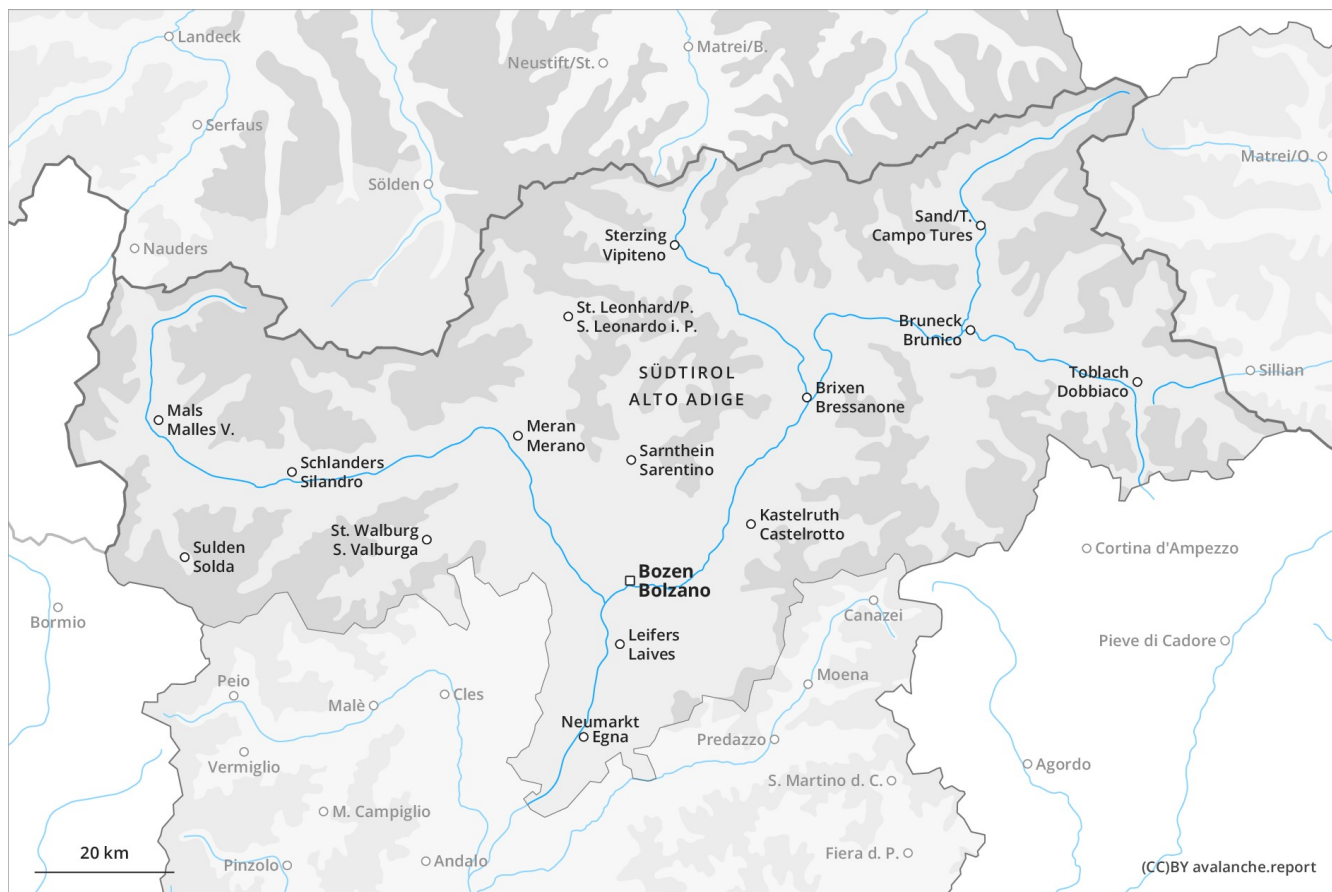 Landeck
Matrei/B.
Neustift/St.
Serfaus
Matrei/O.
Sölden
Sand/T.
Campo Tures
Sterzing
Vipiteno
Nauders
St. Leonhard/P.
S. Leonardo i. P.
Bruneck
Brunico
SÜDTIROL
ALTO ADIGE
Toblach
Dobbiaco
Sillian
Brixen
Bressanone
Mals
Malles V.
Meran
Merano
Sarnthein
Sarentino
Schlanders
Silandro
Kastelruth
Castelrotto
St. Walburg
S. Valburga
Sulden
Solda
Cortina d'Ampezzo
Bozen
Bolzano
Bormio
Canazei
Leifers
Laives
Pieve di Cadore
Peio
Moena
Malè
Cles
Neumarkt
Egna
Predazzo
Vermiglio
Agordo
S. Martino d. C.
M. Campiglio
20 km
Pinzolo
Andalo
Fiera d. P.
(CC)BY avalanche.report